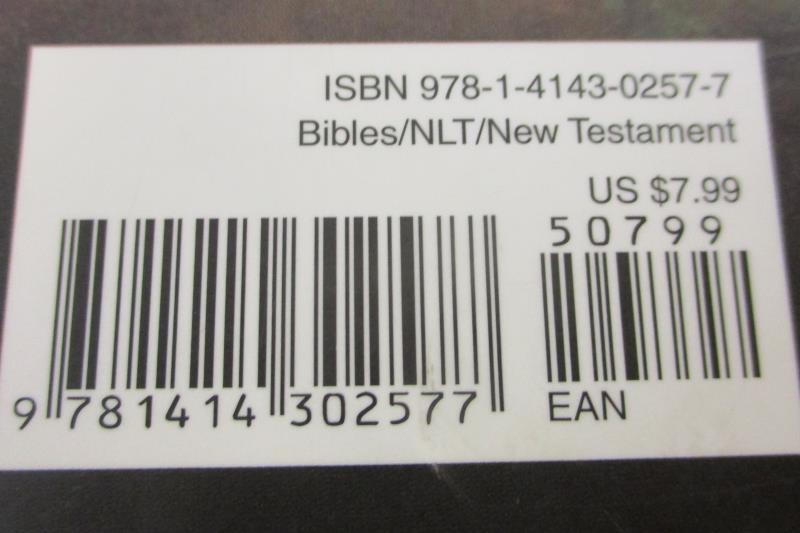 ISBN 978-1-4143-0257-7
Bibles/NLT/New Testament
US $7.99
50799
9 781414 302577
EAN